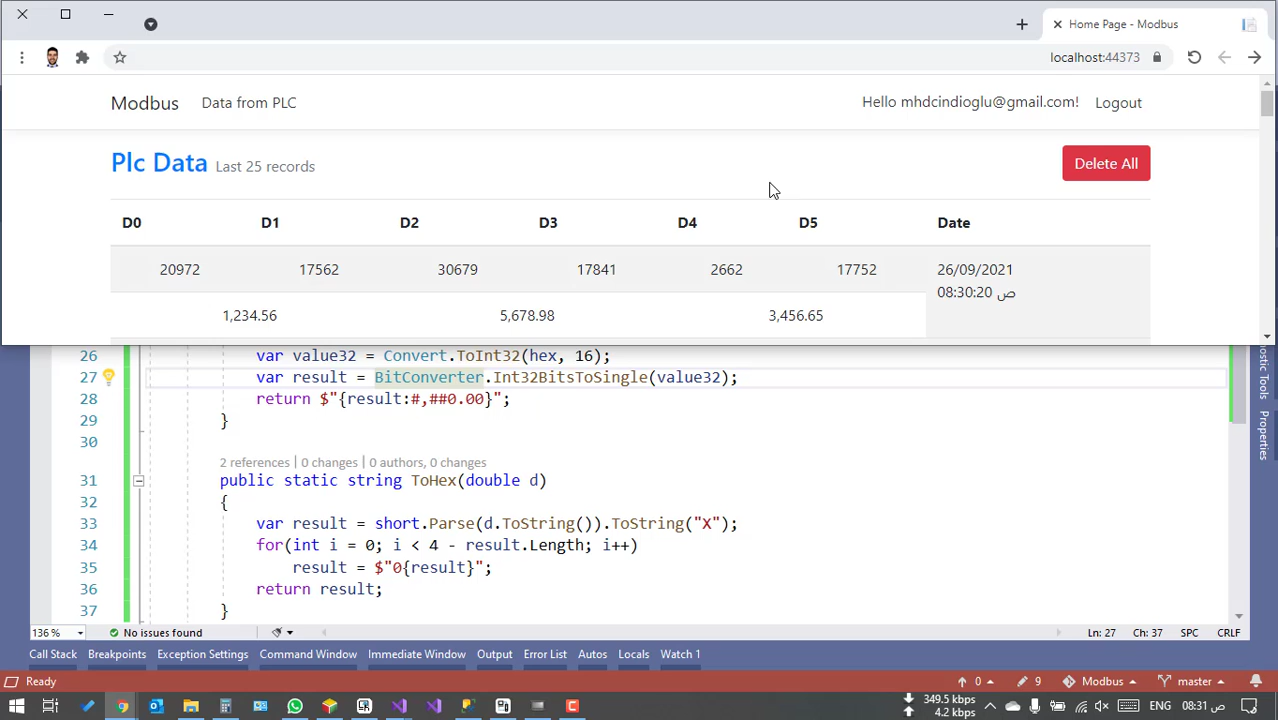 Home Page - Modbus
localhost:44373
Modbus Data from PLC Hello mhdcindioglu@gmail.com! Logout
Plc Data Last 25 records Delete All
D0 D1 D2 D3 D4 D5 Date
20972 17562 30679 17841 2662 17752 26/09/2021
08:30:20 ص
1,234.56 5,678.98 3,456.65
26 var value32 = Convert.ToInt32(hex, 16);
27 var result = BitConverter.Int32BitsToSingle(value32);
28 return $"{result:#,##0.00}";
29 }
30
2 references | 0 changes | 0 authors, 0 changes
31 public static string ToHex(double d)
32 {
33 var result = short.Parse(d.ToString()).ToString("X");
34 for(int i = 0; i < 4 - result.Length; i++)
35 result = $"0{result}";
36 return result;
37 }
Diagnostic Tools
Properties
136 % No issues found Ln: 27 Ch: 37 SPC CRLF
Call Stack Breakpoints Exception Settings Command Window Immediate Window Output Error List Autos Locals Watch 1
Ready 0 9 Modbus master
349.5 kbps
4.2 kbps
ENG 08:31 ص